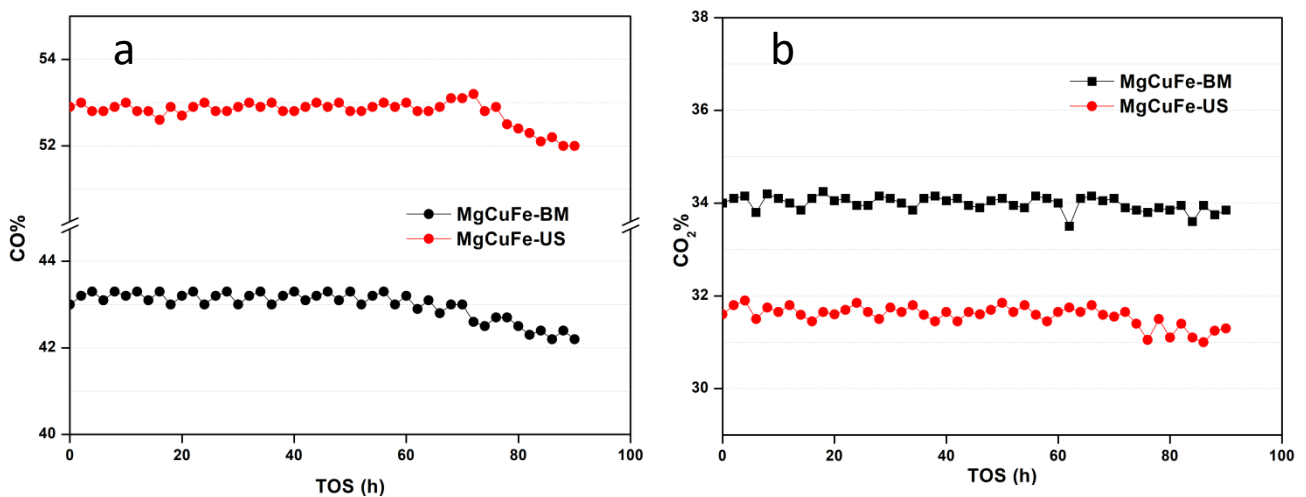 a
54
52
44
42
40
CO%
MgCuFe-BM
MgCuFe-US
0 20 40 60 80 100
TOS (h)
b
38
36
34
32
30
CO₂%
MgCuFe-BM
MgCuFe-US
0 20 40 60 80 100
TOS (h)